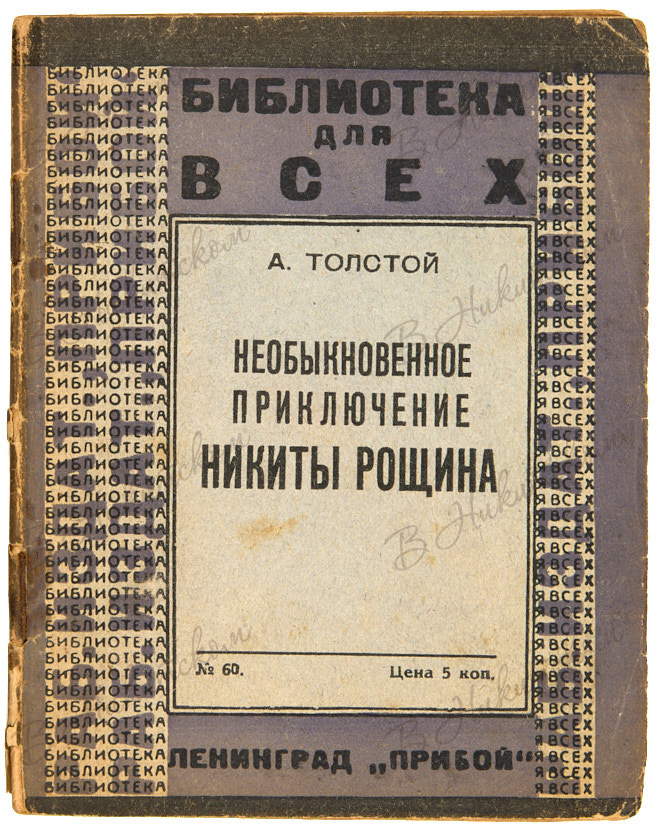 БИБЛИОТЕКА
ДЛЯ
ВСЕХ
А. ТОЛСТОЙ
НЕОБЫКНОВЕННОЕ
ПРИКЛЮЧЕНИЕ
НИКИТЫ РОЩИНА
№ 60.
Цена 5 коп.
ЛЕНИНГРАД „ПРИБОЙ“